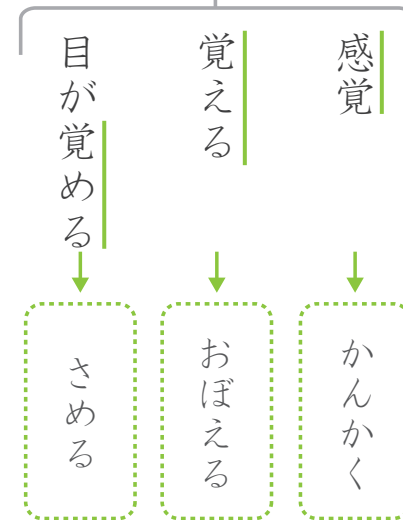 感覚
かんかく
覚える
おぼえる
目が覚める
さめる